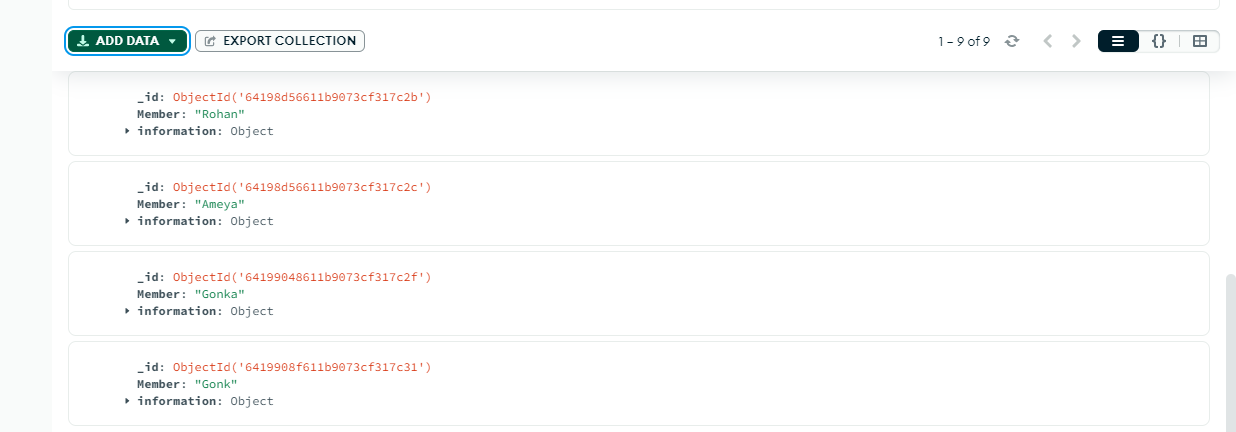 ADD DATA
EXPORT COLLECTION
1 – 9 of 9
{}
_id: ObjectId('64198d56611b9073cf317c2b')
Member: "Rohan"
information: Object
_id: ObjectId('64198d56611b9073cf317c2c')
Member: "Ameya"
information: Object
_id: ObjectId('64199048611b9073cf317c2f')
Member: "Gonka"
information: Object
_id: ObjectId('6419908f611b9073cf317c31')
Member: "Gonk"
information: Object